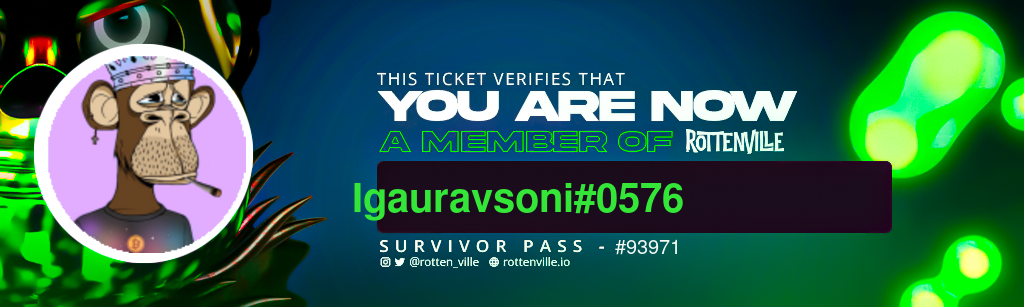 THIS TICKET VERIFIES THAT
YOU ARE NOW
A MEMBER OF ROTTENVILLE
Igauravsoni#0576
SURVIVOR PASS - #93971
@rotten_ville rottenville.io